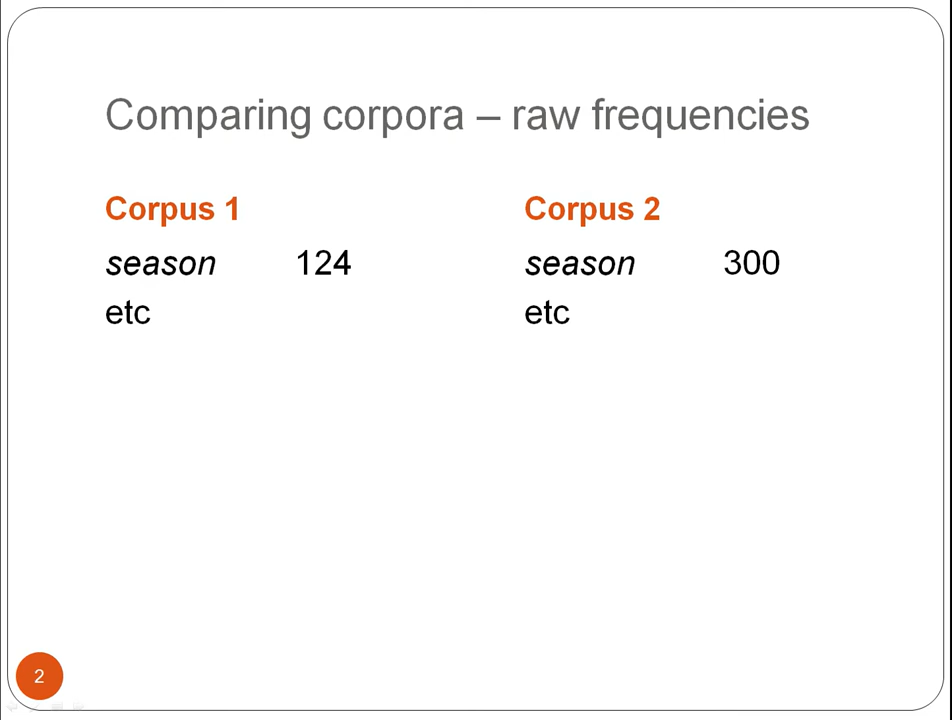 Comparing corpora – raw frequencies
Corpus 1
season 124
etc
Corpus 2
season 300
etc
2